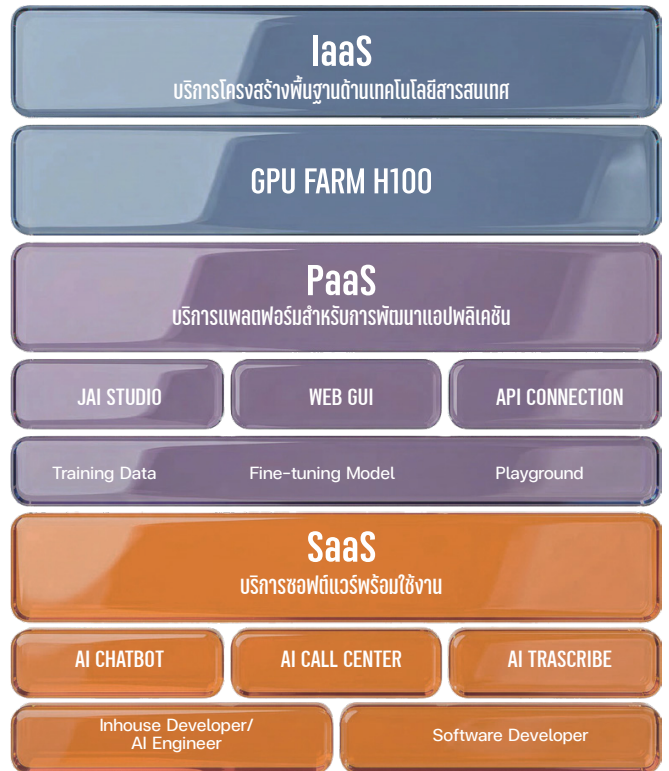 IaaS
บริการโครงสร้างพื้นฐานด้านเทคโนโลยีสารสนเทศ
GPU FARM H100
PaaS
บริการแพลตฟอร์มสำหรับการพัฒนาแอปพลิเคชัน
JAI STUDIO
WEB GUI
API CONNECTION
Training Data
Fine-tuning Model
Playground
SaaS
บริการซอฟต์แวร์พร้อมใช้งาน
AI CHATBOT
AI CALL CENTER
AI TRASCRIBE
Inhouse Developer/
AI Engineer
Software Developer